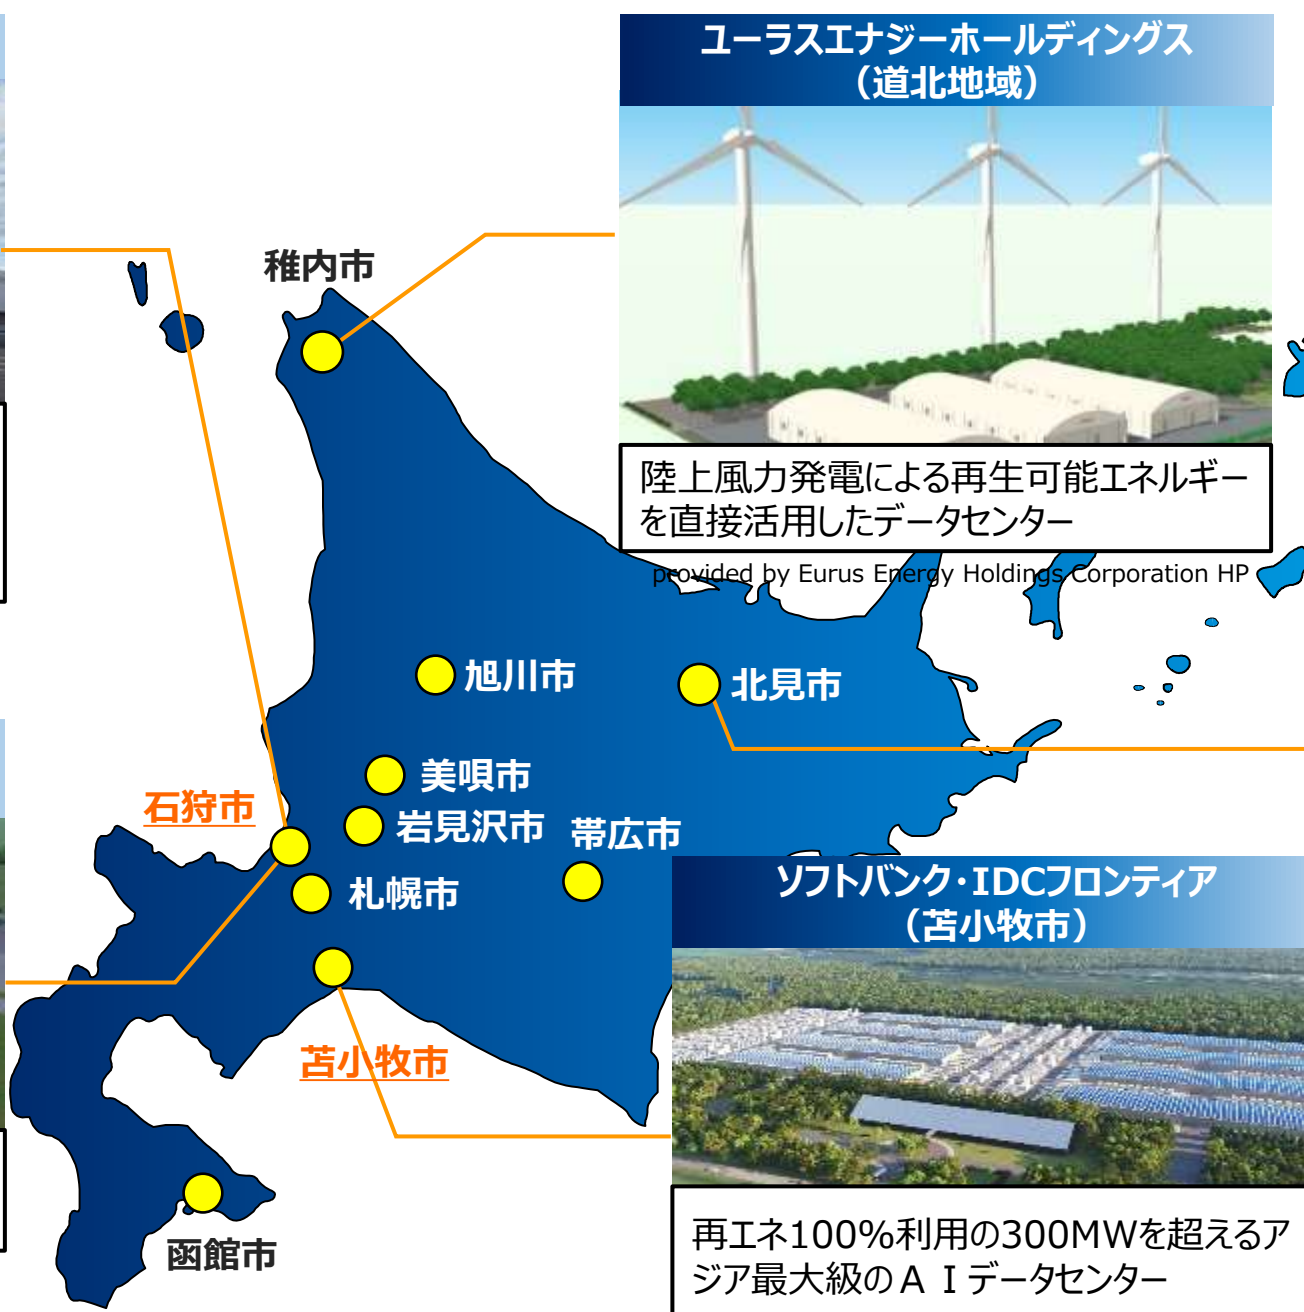 ユーラスエナジーホールディングス
（道北地域）
稚内市
陸上風力発電による再生可能エネルギー
を直接活用したデータセンター
provided by Eurus Energy Holdings Corporation HP
旭川市
北見市
美唄市
石狩市
岩見沢市
帯広市
札幌市
ソフトバンク・IDCフロンティア
（苫小牧市）
苫小牧市
函館市
再エネ100%利用の300MWを超えるア
ジア最大級のＡＩデータセンター